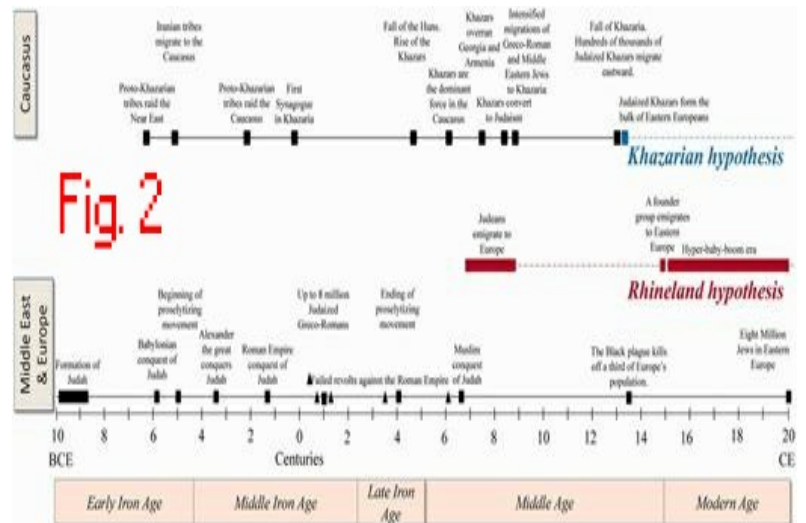 Caucasus
Iranian tribes
migrate to the
Caucasus
Proto-Khazarian
tribes raid the
Near East
Proto-Khazarian
tribes raid the
Caucasus
First
Synagogue
in Khazaria
Fall of the Huns.
Rise of the
Khazars
Khazars are
the dominant
force in the
Caucasus
Khazars
overran
Georgia and
Armenia
Khazars convert
to Judaism
Intensified
migrations of
Greco-Roman
and Middle
Eastern Jews
to Khazaria
Fall of Khazaria.
Hundreds of thousands of
Judaized Khazars migrate
eastward.
Judaized Khazars form the
bulk of Eastern Europeans
Khazarian hypothesis
Fig. 2
Judeans
emigrate to
Europe
A founder
group emigrates
to Eastern
Europe
Hyper-baby-boom era
Rhineland hypothesis
Middle East
& Europe
Formation of
Judah
Babylonian
conquest of
Judah
Beginning of
proselytizing
movement
Alexander
the great
conquers
Judah
Roman Empire
conquest of
Judah
Up to 8 million
Judaized
Greco-Romans
Failed revolts against the Roman Empire
Ending of
proselytizing
movement
Muslim
conquest
of Judah
The Black plague kills
off a third of Europe's
population.
Eight Million
Jews in Eastern
Europe
10 8 6 4 2 0 2 4 6 8 10 12 14 16 18 20
BCE Centuries CE
Early Iron Age Middle Iron Age Late Iron Age Middle Age Modern Age